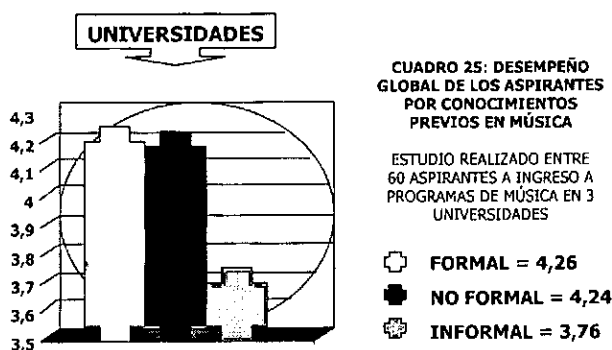 UNIVERSIDADES
4,3
4,2
4,1
4
3,9
3,8
3,7
3,6
3,5
CUADRO 25: DESEMPEÑO
GLOBAL DE LOS ASPIRANTES
POR CONOCIMIENTOS
PREVIOS EN MÚSICA
ESTUDIO REALIZADO ENTRE
60 ASPIRANTES A INGRESO A
PROGRAMAS DE MÚSICA EN 3
UNIVERSIDADES
FORMAL = 4,26
NO FORMAL = 4,24
INFORMAL = 3,76